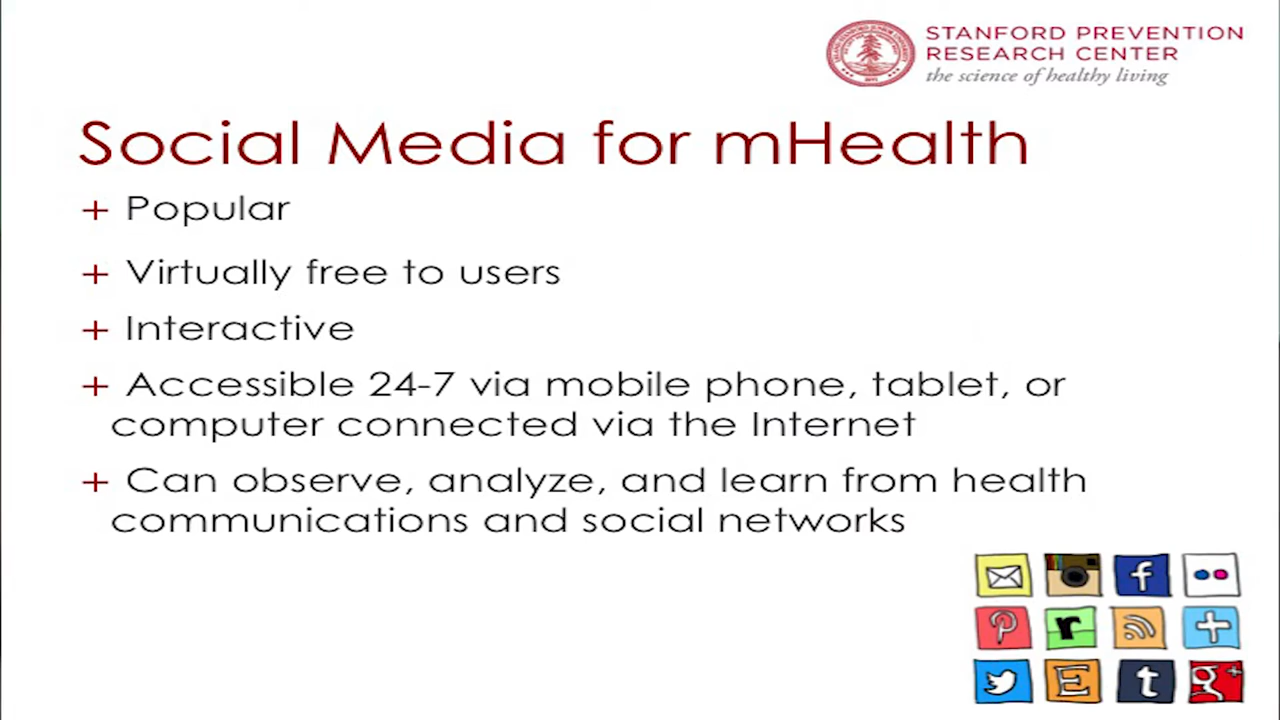 STANFORD PREVENTION
RESEARCH CENTER
the science of healthy living
Social Media for mHealth
+ Popular
+ Virtually free to users
+ Interactive
+ Accessible 24-7 via mobile phone, tablet, or
computer connected via the Internet
+ Can observe, analyze, and learn from health
communications and social networks
f
r
E
t
g+